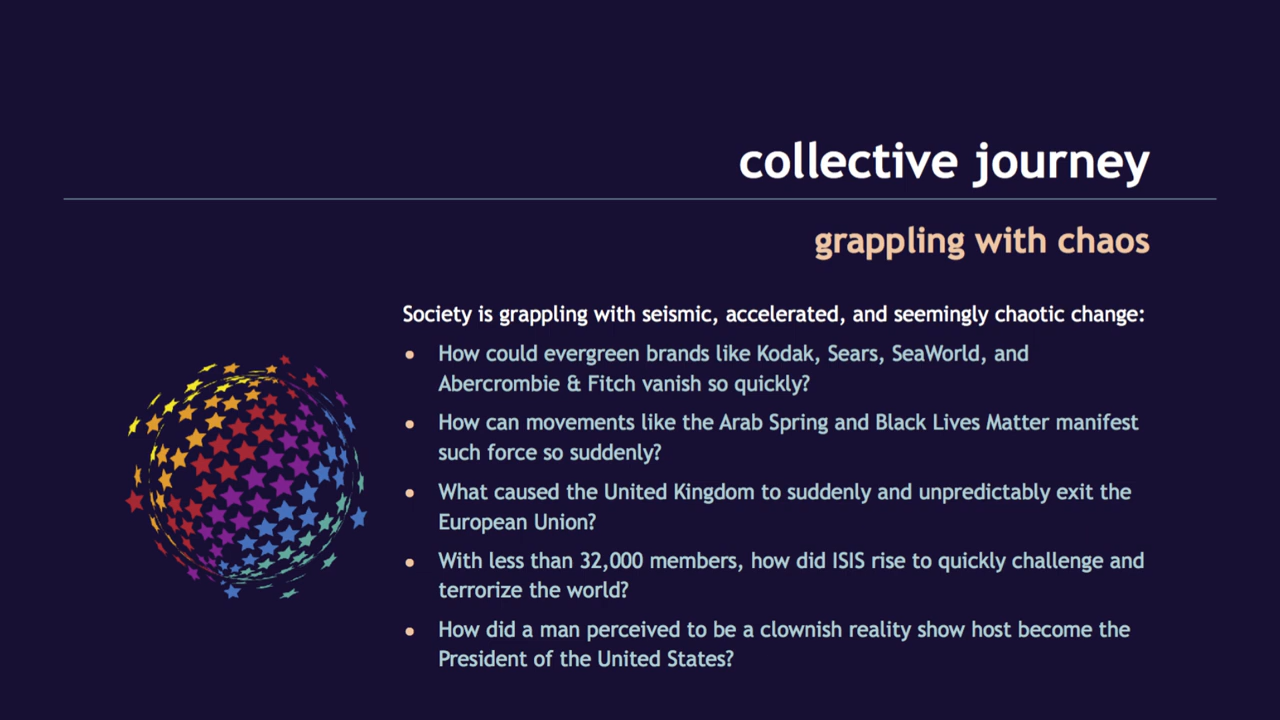 collective journey
grappling with chaos
Society is grappling with seismic, accelerated, and seemingly chaotic change:
• How could evergreen brands like Kodak, Sears, SeaWorld, and
Abercrombie & Fitch vanish so quickly?
• How can movements like the Arab Spring and Black Lives Matter manifest
such force so suddenly?
• What caused the United Kingdom to suddenly and unpredictably exit the
European Union?
• With less than 32,000 members, how did ISIS rise to quickly challenge and
terrorize the world?
• How did a man perceived to be a clownish reality show host become the
President of the United States?